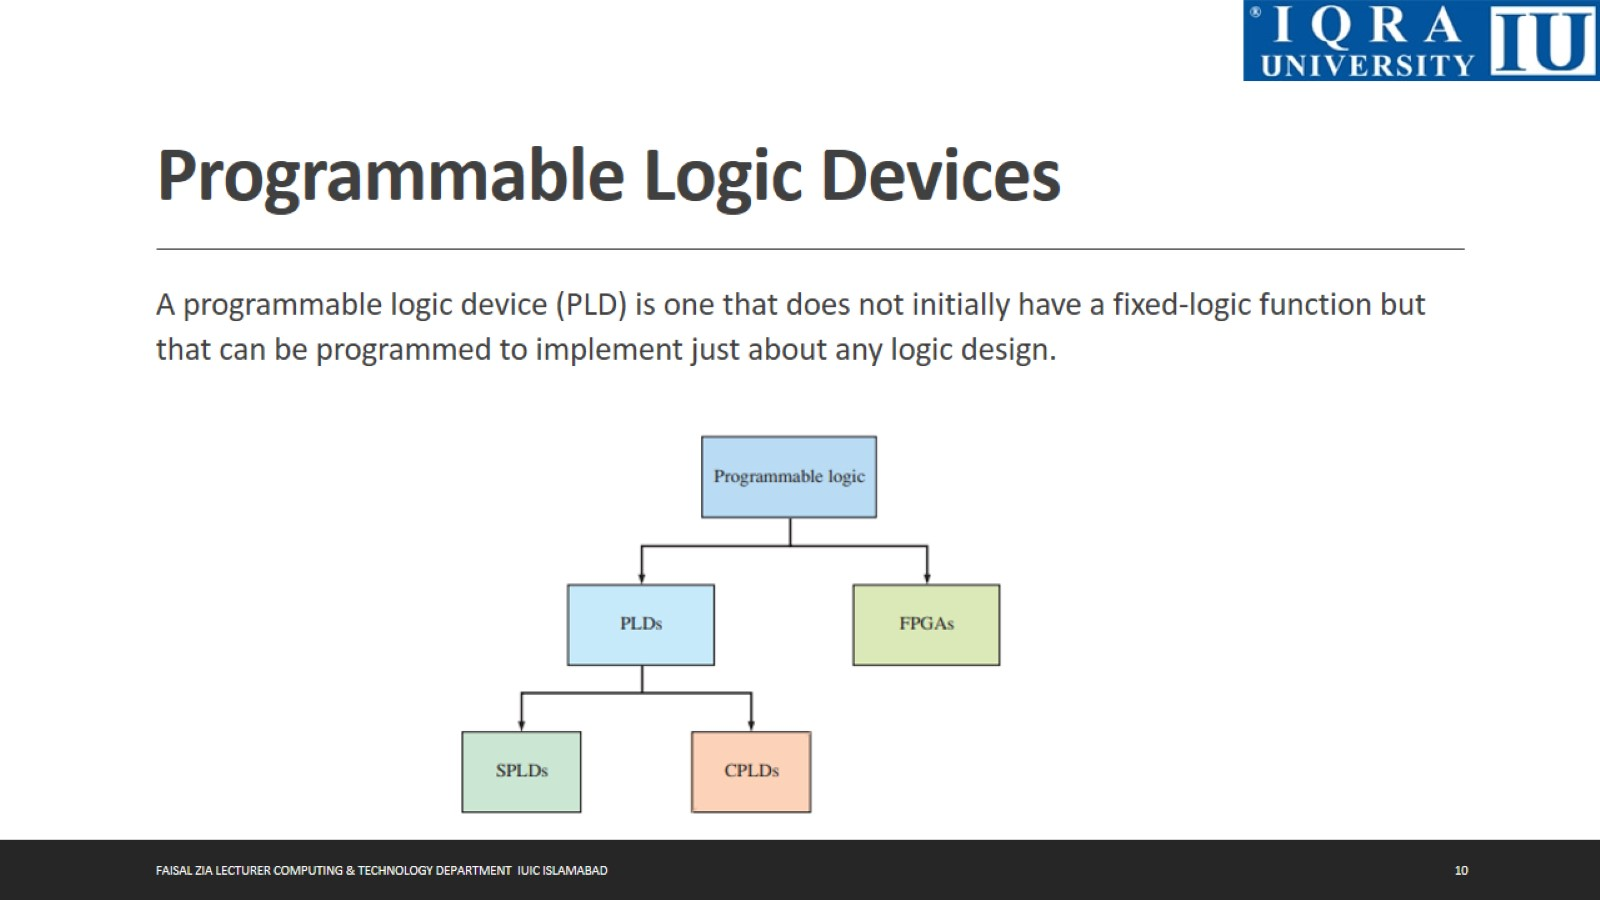 ® IQRA
UNIVERSITY IU
Programmable Logic Devices
A programmable logic device (PLD) is one that does not initially have a fixed-logic function but
that can be programmed to implement just about any logic design.
Programmable logic
PLDs
FPGAs
SPLDs
CPLDs
FAISAL ZIA LECTURER COMPUTING & TECHNOLOGY DEPARTMENT IUIC ISLAMABAD
10